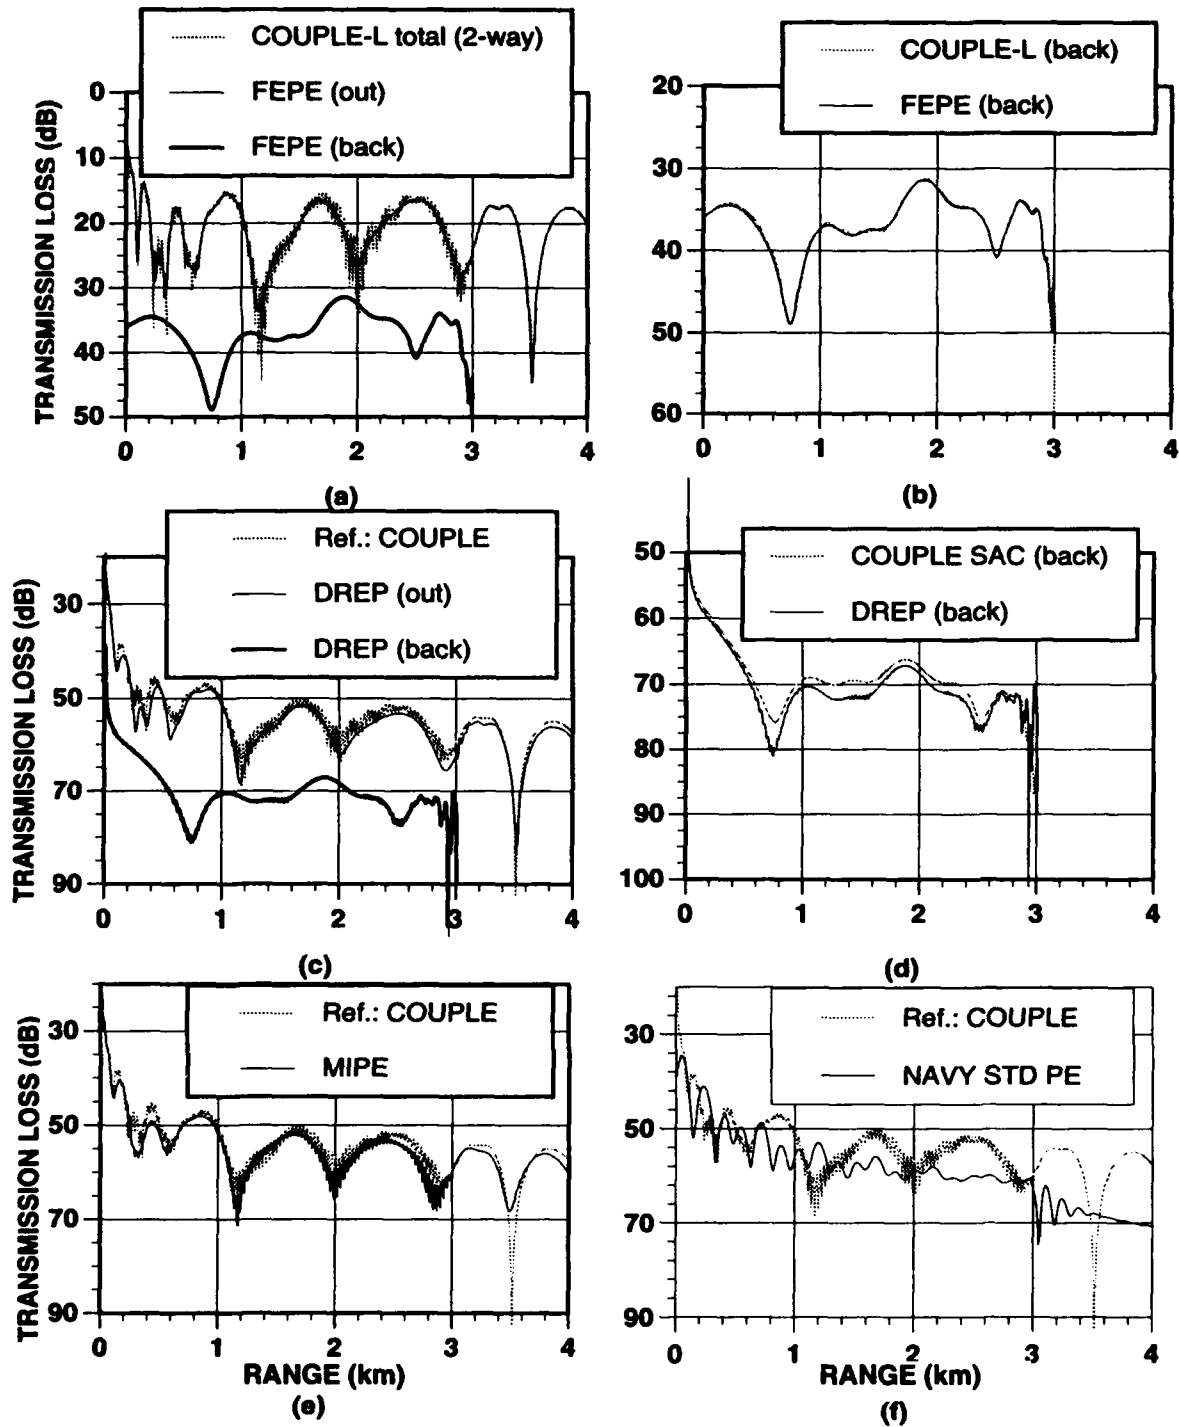 COUPLE-L total (2-way)
FEPE (out)
FEPE (back)
TRANSMISSION LOSS (dB)
0
10
20
30
40
50
0 1 2 3 4
(a)
COUPLE-L (back)
FEPE (back)
20
30
40
50
60
0 1 2 3 4
(b)
Ref.: COUPLE
DREP (out)
DREP (back)
TRANSMISSION LOSS (dB)
30
50
70
90
0 1 2 3 4
(c)
COUPLE SAC (back)
DREP (back)
50
60
70
80
90
100
0 1 2 3 4
(d)
Ref.: COUPLE
MIPE
TRANSMISSION LOSS (dB)
30
50
70
90
0 1 2 3 4
RANGE (km)
(e)
Ref.: COUPLE
NAVY STD PE
30
50
70
90
0 1 2 3 4
RANGE (km)
(f)